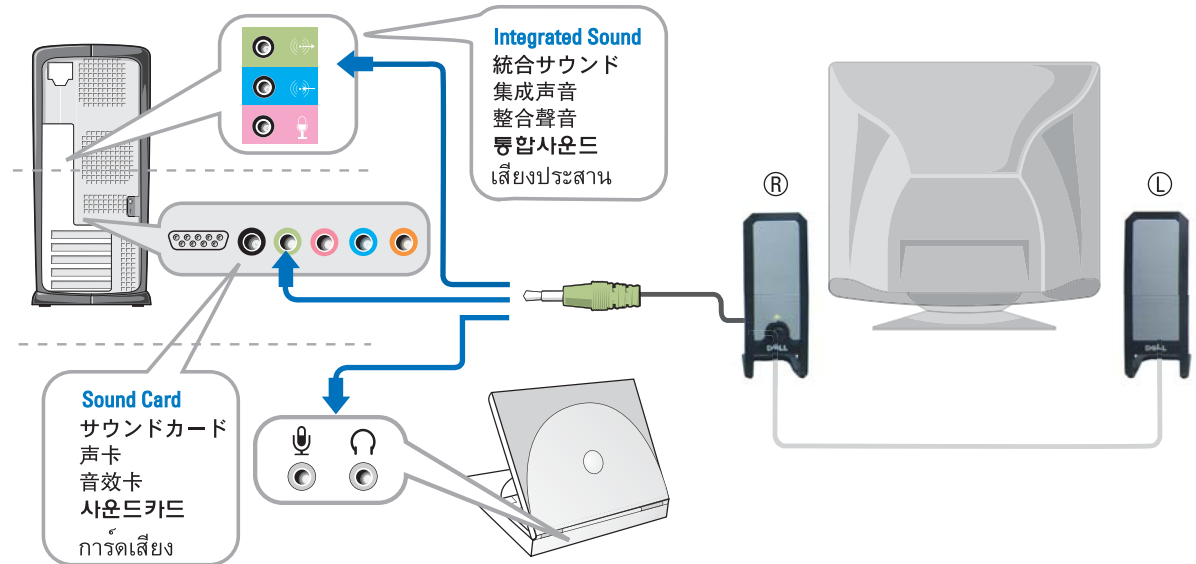 Integrated Sound
統合サウンド
集成声音
整合聲音
통합사운드
เสียงประสาน
R
L
DELL
DELL
Sound Card
サウンドカード
声卡
音效卡
사운드카드
การ์ดเสียง